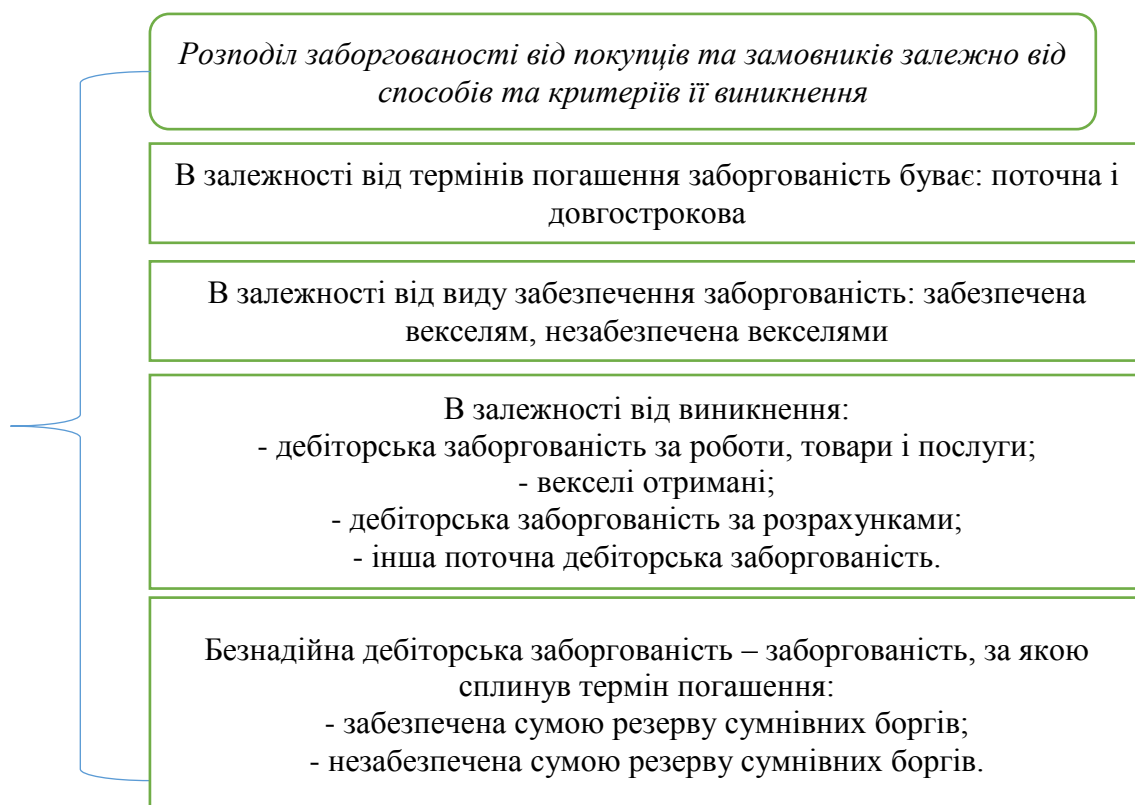 Розподіл заборгованості від покупців та замовників залежно від
способів та критеріїв її виникнення
В залежності від термінів погашення заборгованість буває: поточна і
довгострокова
В залежності від виду забезпечення заборгованість: забезпечена
векселям, незабезпечена векселями
В залежності від виникнення:
- дебіторська заборгованість за роботи, товари і послуги;
- векселі отримані;
- дебіторська заборгованість за розрахунками;
- інша поточна дебіторська заборгованість.
Безнадійна дебіторська заборгованість – заборгованість, за якою
сплинув термін погашення:
- забезпечена сумою резерву сумнівних боргів;
- незабезпечена сумою резерву сумнівних боргів.